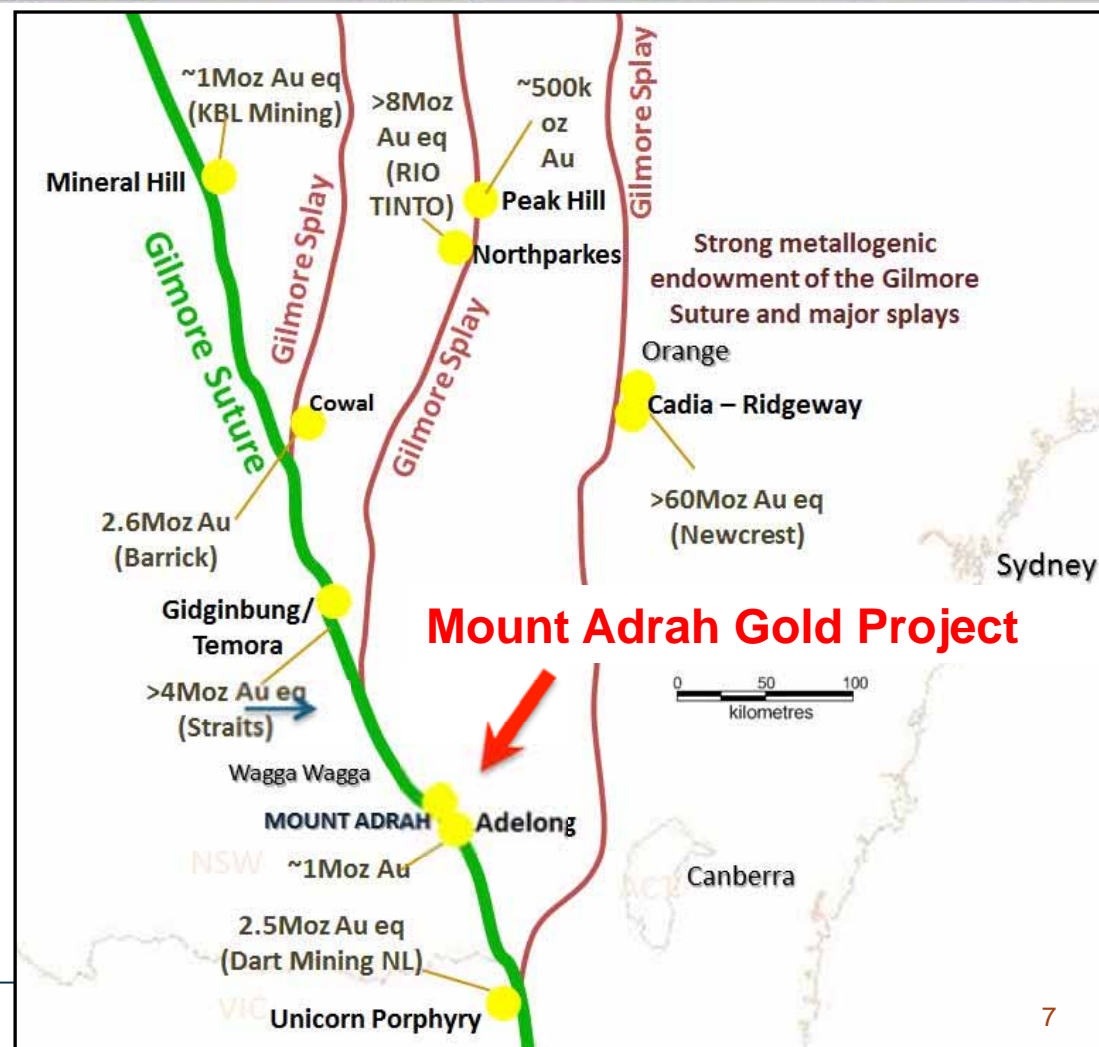 ~1Moz Au eq
(KBL Mining)
Mineral Hill
>8Moz
Au eq
(RIO
TINTO)
~500k
oz
Au
Peak Hill
Northparkes
Gilmore Splay
Gilmore Splay
Gilmore Splay
Gilmore Suture
Strong metallogenic
endowment of the Gilmore
Suture and major splays
Orange
Cadia – Ridgeway
>60Moz Au eq
(Newcrest)
Cowal
2.6Moz Au
(Barrick)
Sydney
Gidginbung/
Temora
Mount Adrah Gold Project
>4Moz Au eq
(Straits)
0 50 100
kilometres
Wagga Wagga
MOUNT ADRAH
Adelong
NSW
~1Moz Au
ACT
Canberra
2.5Moz Au eq
(Dart Mining NL)
VIC
Unicorn Porphyry
7